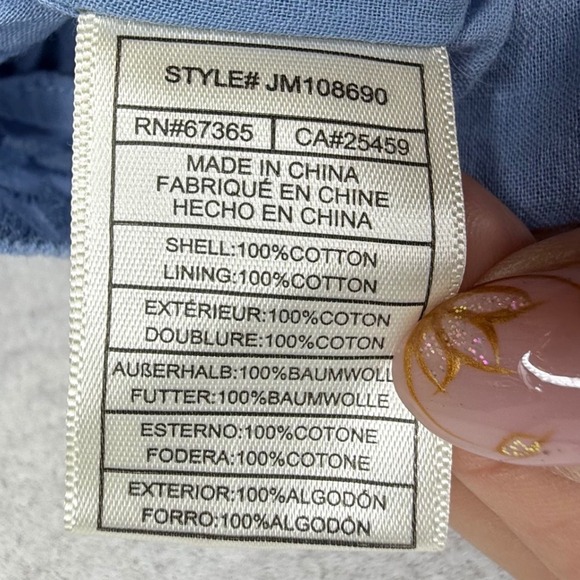 STYLE# JM108690
RN#67365 CA#25459
MADE IN CHINA
FABRIQUÉ EN CHINE
HECHO EN CHINA
SHELL:100%COTTON
LINING:100%COTTON
EXTÉRIEUR:100%COTON
DOUBLURE:100%COTON
AUßERHALB:100%BAUMWOLL
FUTTER:100%BAUMWOLLE
ESTERNO:100%COTONE
FODERA:100%COTONE
EXTERIOR:100%ALGODÓN
FORRO:100%ALGODÓN